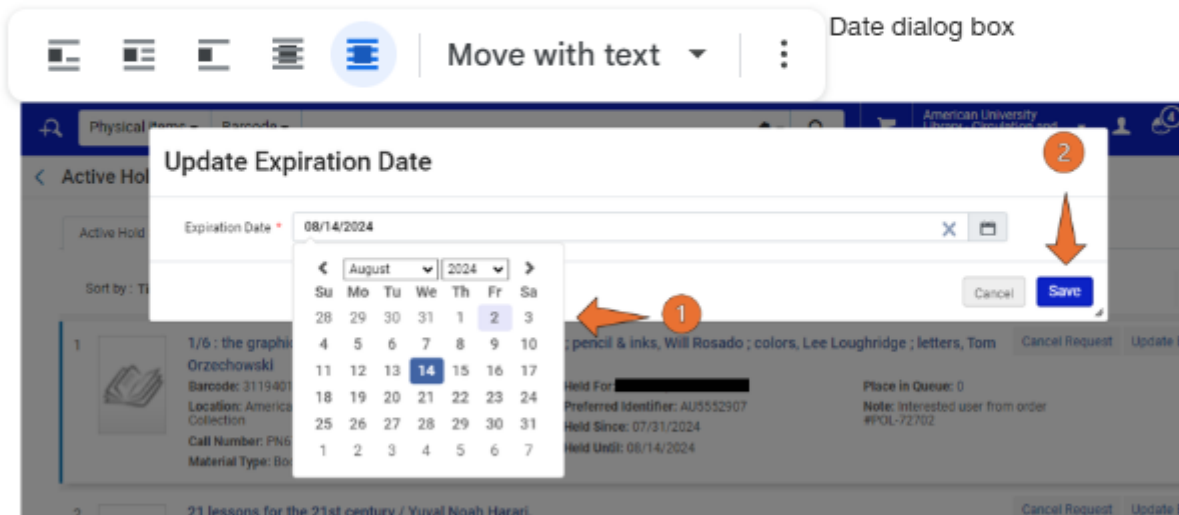 Date dialog box
Move with text
Physical items Barcode
American University
Library - Circulation and
4
2
Update Expiration Date
Active Hol
Active Hold
Expiration Date * 08/14/2024
August 2024
Su Mo Tu We Th Fr Sa
28 29 30 31 1 2 3
4 5 6 7 8 9 10
11 12 13 14 15 16 17
18 19 20 21 22 23 24
25 26 27 28 29 30 31
1 2 3 4 5 6 7
Cancel Save
1
Sort by : Ti
1 1/6 : the graphic ; pencil & inks, Will Rosado ; colors, Lee Loughridge ; letters, Tom
Orzechowski
Cancel Request Update
Barcode: 3119401
Held For:
Place in Queue: 0
Location: America
Collection
Preferred Identifier: AU5552907
Note: Interested user from order
#POL-72702
Call Number: PN6
Held Since: 07/31/2024
Material Type: Boo
Held Until: 08/14/2024
2 21 lessons for the 21st century / Yuval Noah Harari.
Cancel Request Update